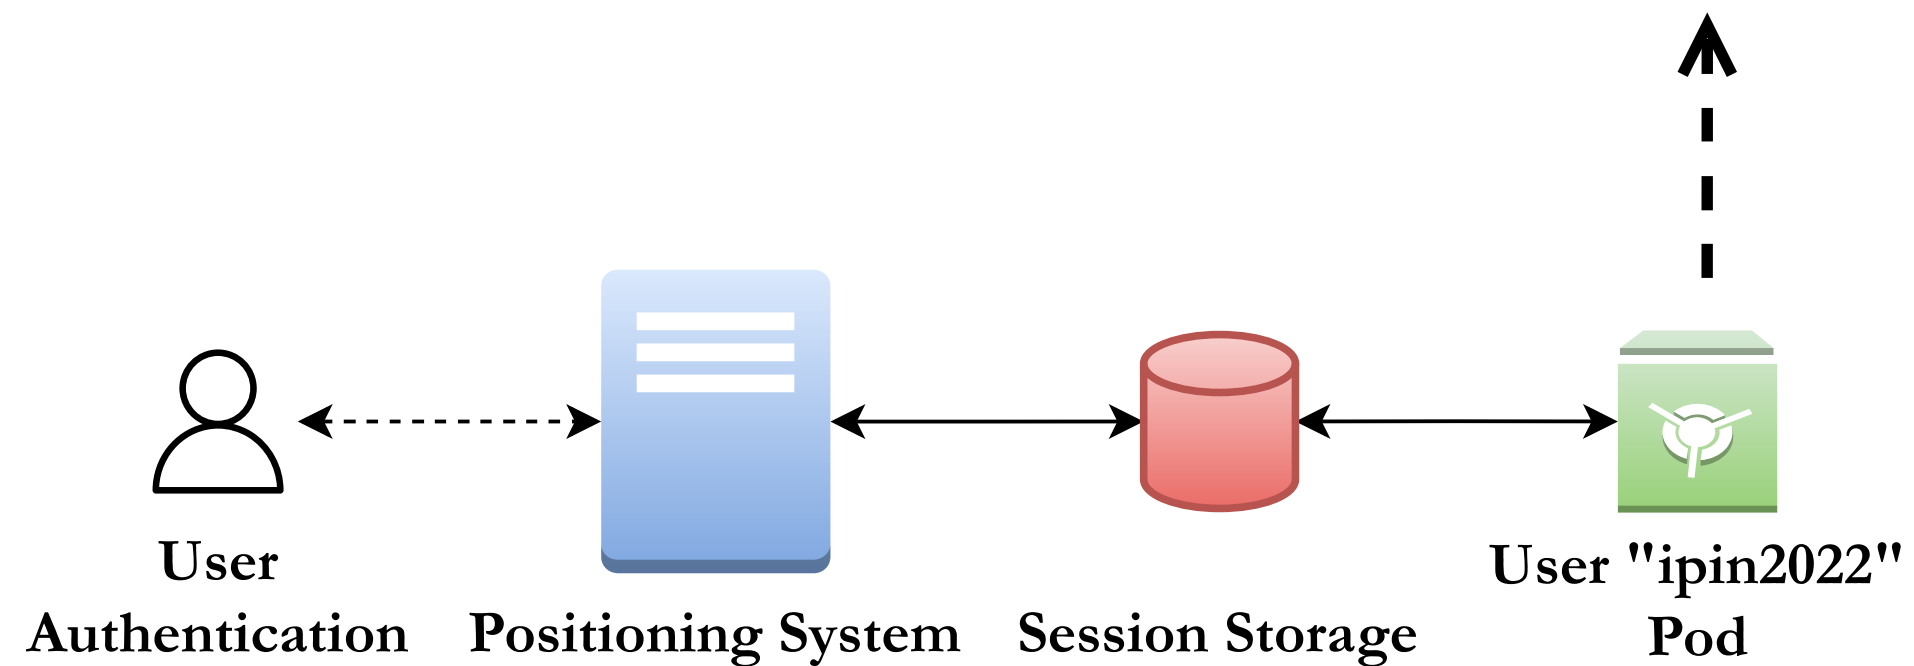 User
Authentication
Positioning System
Session Storage
User "ipin2022"
Pod